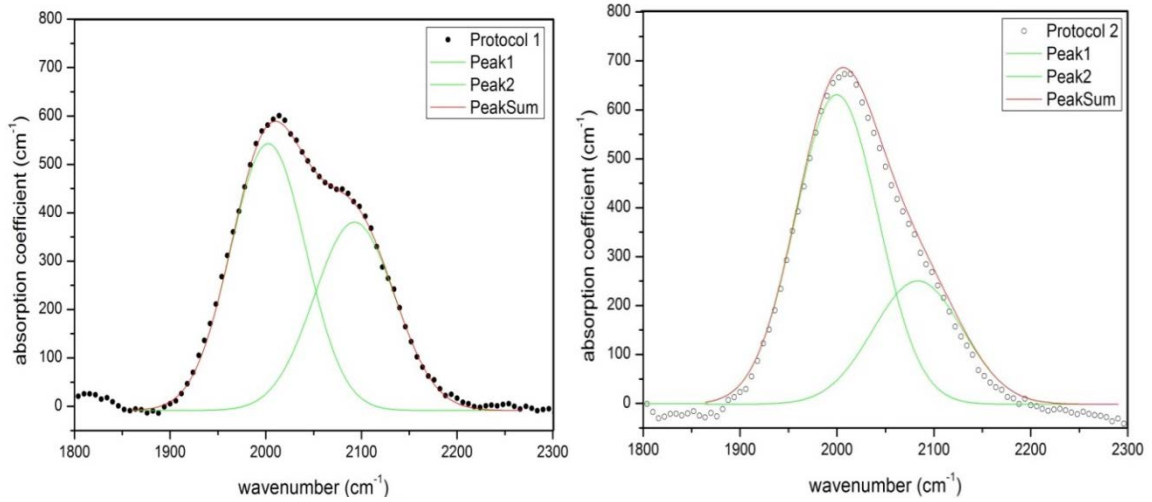 800
700
600
500
400
300
200
100
0
absorption coefficient (cm⁻¹)
Protocol 1
Peak1
Peak2
PeakSum
1800 1900 2000 2100 2200 2300
wavenumber (cm⁻¹)
800
700
600
500
400
300
200
100
0
absorption coefficient (cm⁻¹)
Protocol 2
Peak1
Peak2
PeakSum
1800 1900 2000 2100 2200 2300
wavenumber (cm⁻¹)